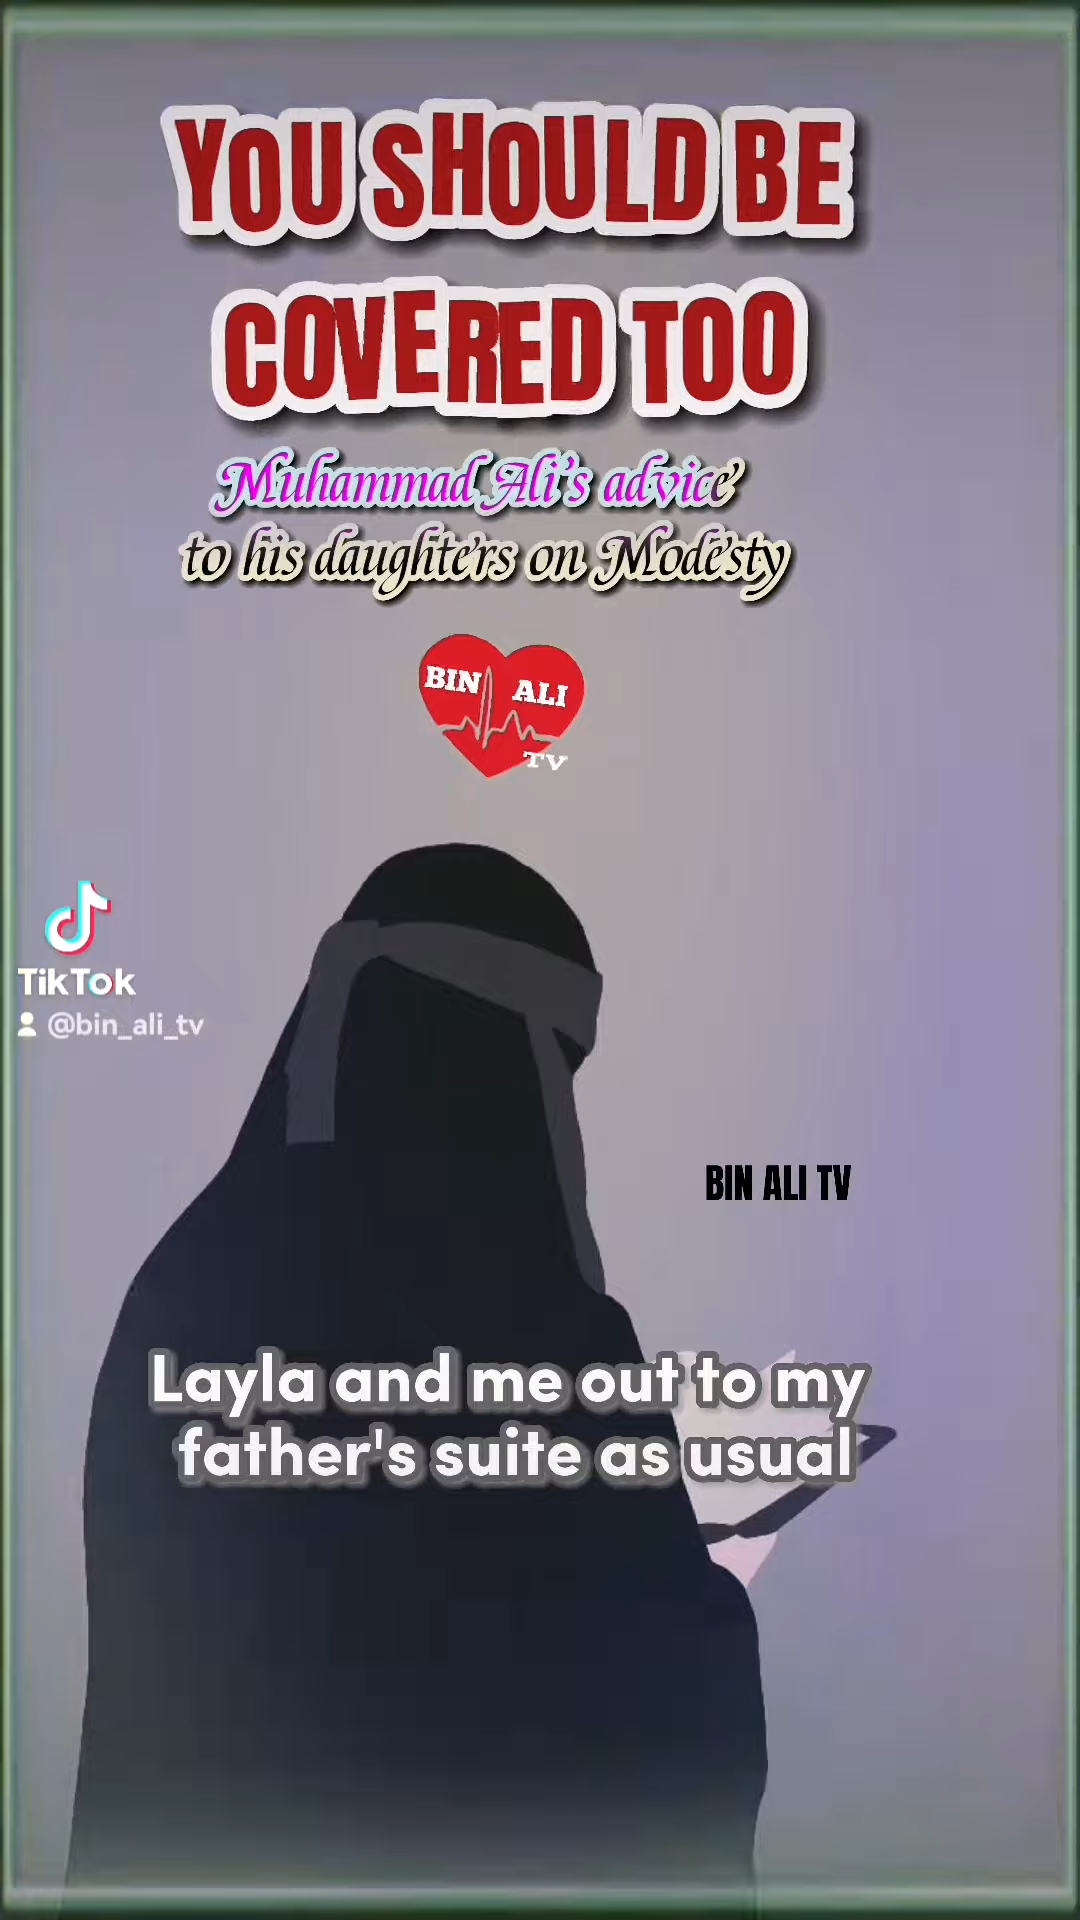 YOU SHOULD BE
COVERED TOO
Muhammad Ali's advice
to his daughters on Modesty
BIN ALI
TV
TikTok
@bin_ali_tv
BIN ALI TV
Layla and me out to my
father's suite as usual